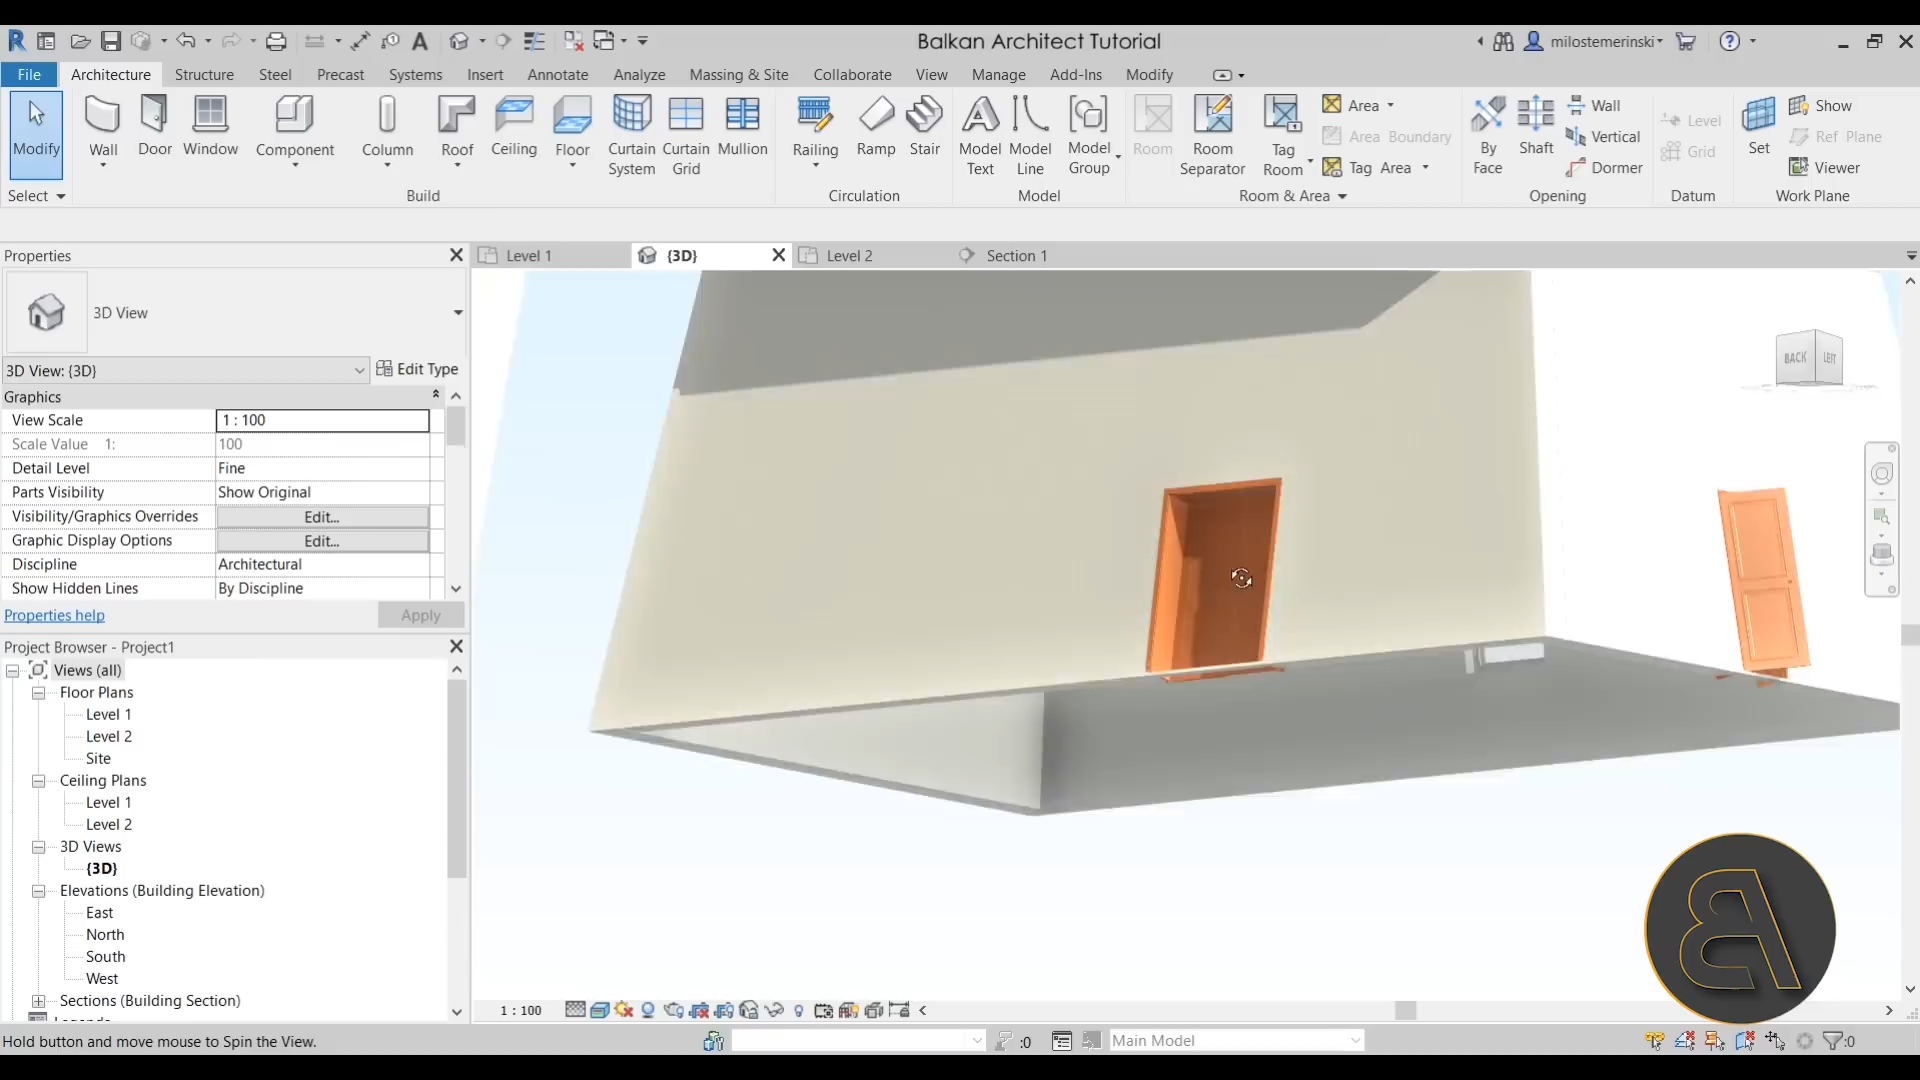 Balkan Architect Tutorial
milostemerinski
File Architecture Structure Steel Precast Systems Insert Annotate Analyze Massing & Site Collaborate View Manage Add-Ins Modify
Modify
Wall
Door
Window
Component
Column
Roof
Ceiling
Floor
Curtain System
Curtain Grid
Mullion
Railing
Ramp
Stair
Model Text
Model Line
Model Group
Room
Room Separator
Tag Room
Area
Area Boundary
Tag Area
By Face
Shaft
Wall
Vertical
Dormer
Level
Grid
Set
Show
Ref Plane
Viewer
Select Build Circulation Model Room & Area Opening Datum Work Plane
Properties
Level 1 {3D} Level 2 Section 1
3D View
3D View: {3D} Edit Type
Graphics
View Scale 1 : 100
Scale Value 1: 100
Detail Level Fine
Parts Visibility Show Original
Visibility/Graphics Overrides Edit...
Graphic Display Options Edit...
Discipline Architectural
Show Hidden Lines By Discipline
Properties help Apply
BACK LEFT
Project Browser - Project1
Views (all)
Floor Plans
Level 1
Level 2
Site
Ceiling Plans
Level 1
Level 2
3D Views
{3D}
Elevations (Building Elevation)
East
North
South
West
Sections (Building Section)
1 : 100
Hold button and move mouse to Spin the View.
:0
Main Model
:0